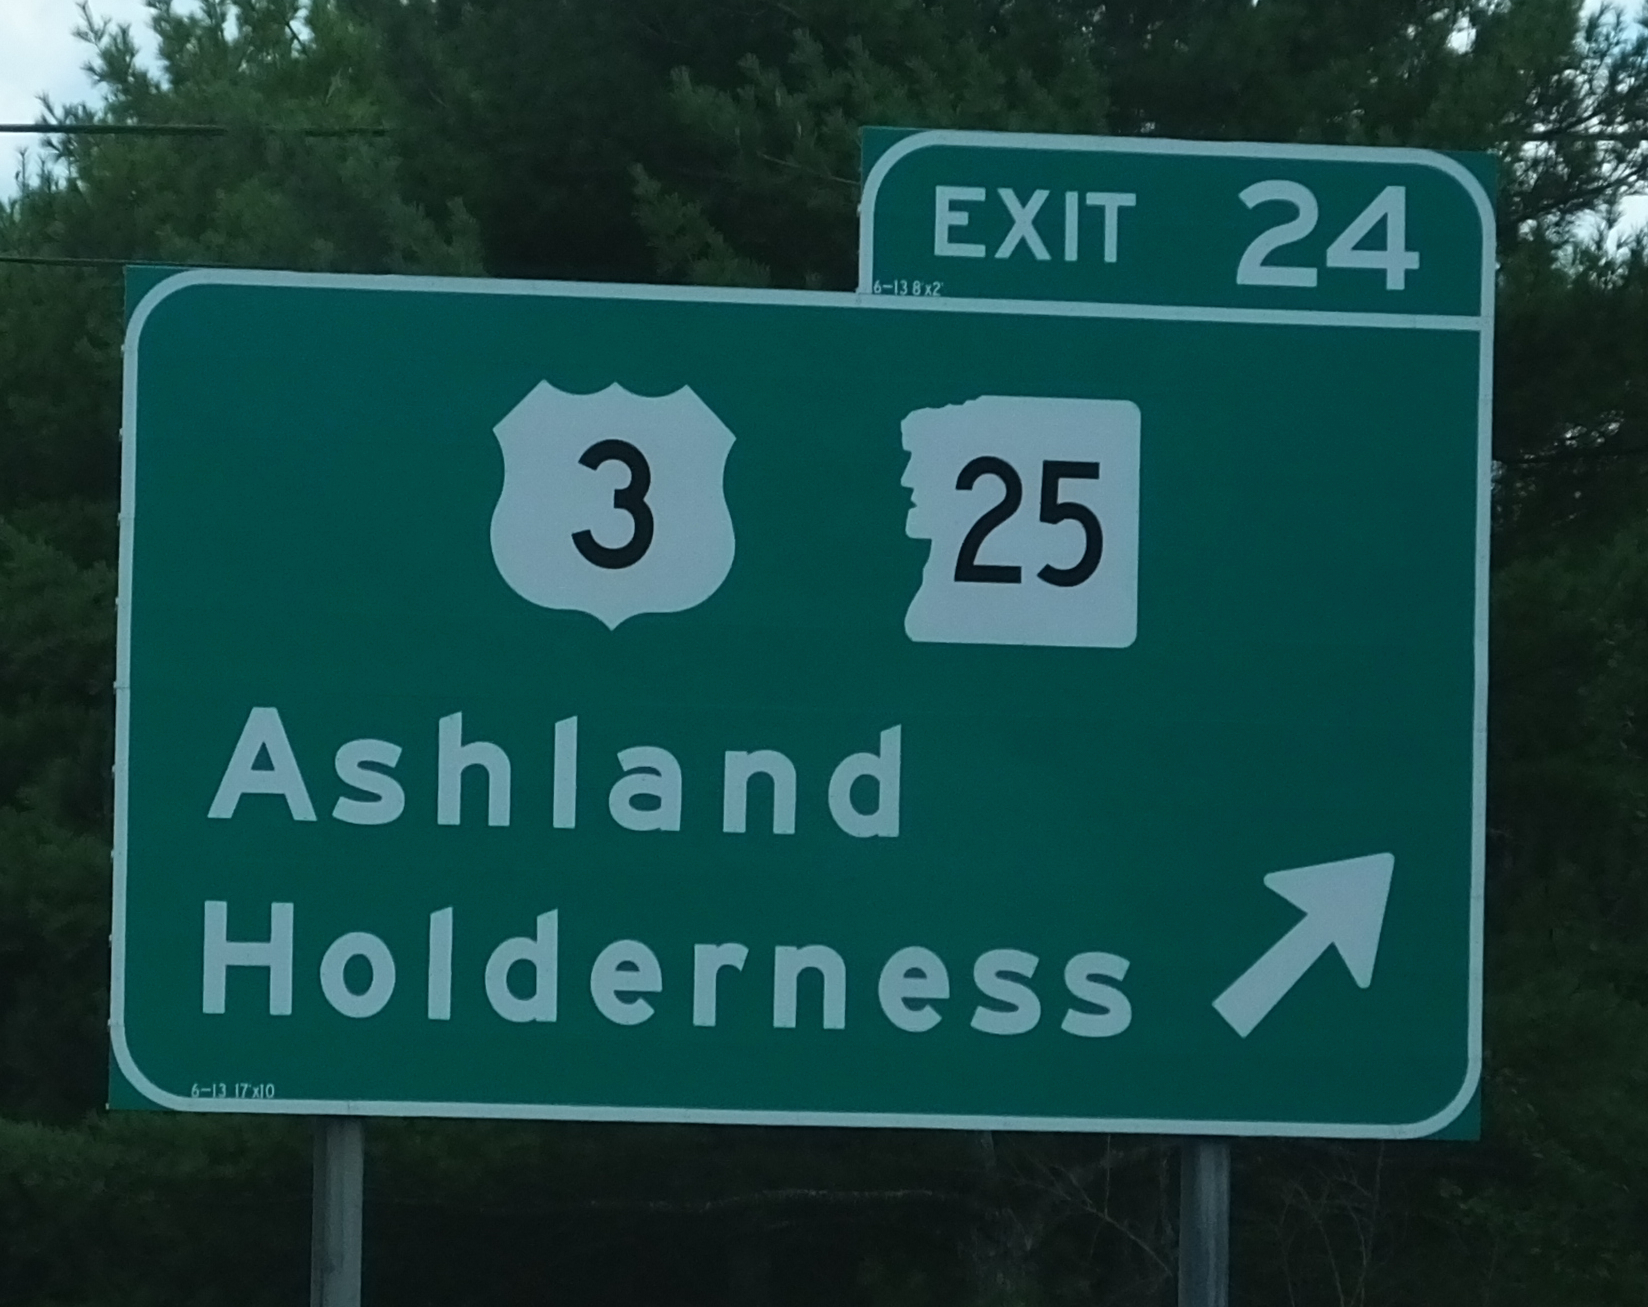 EXIT 24
6-13 8'x2'
3 25
Ashland
Holderness
6-13 17'x10